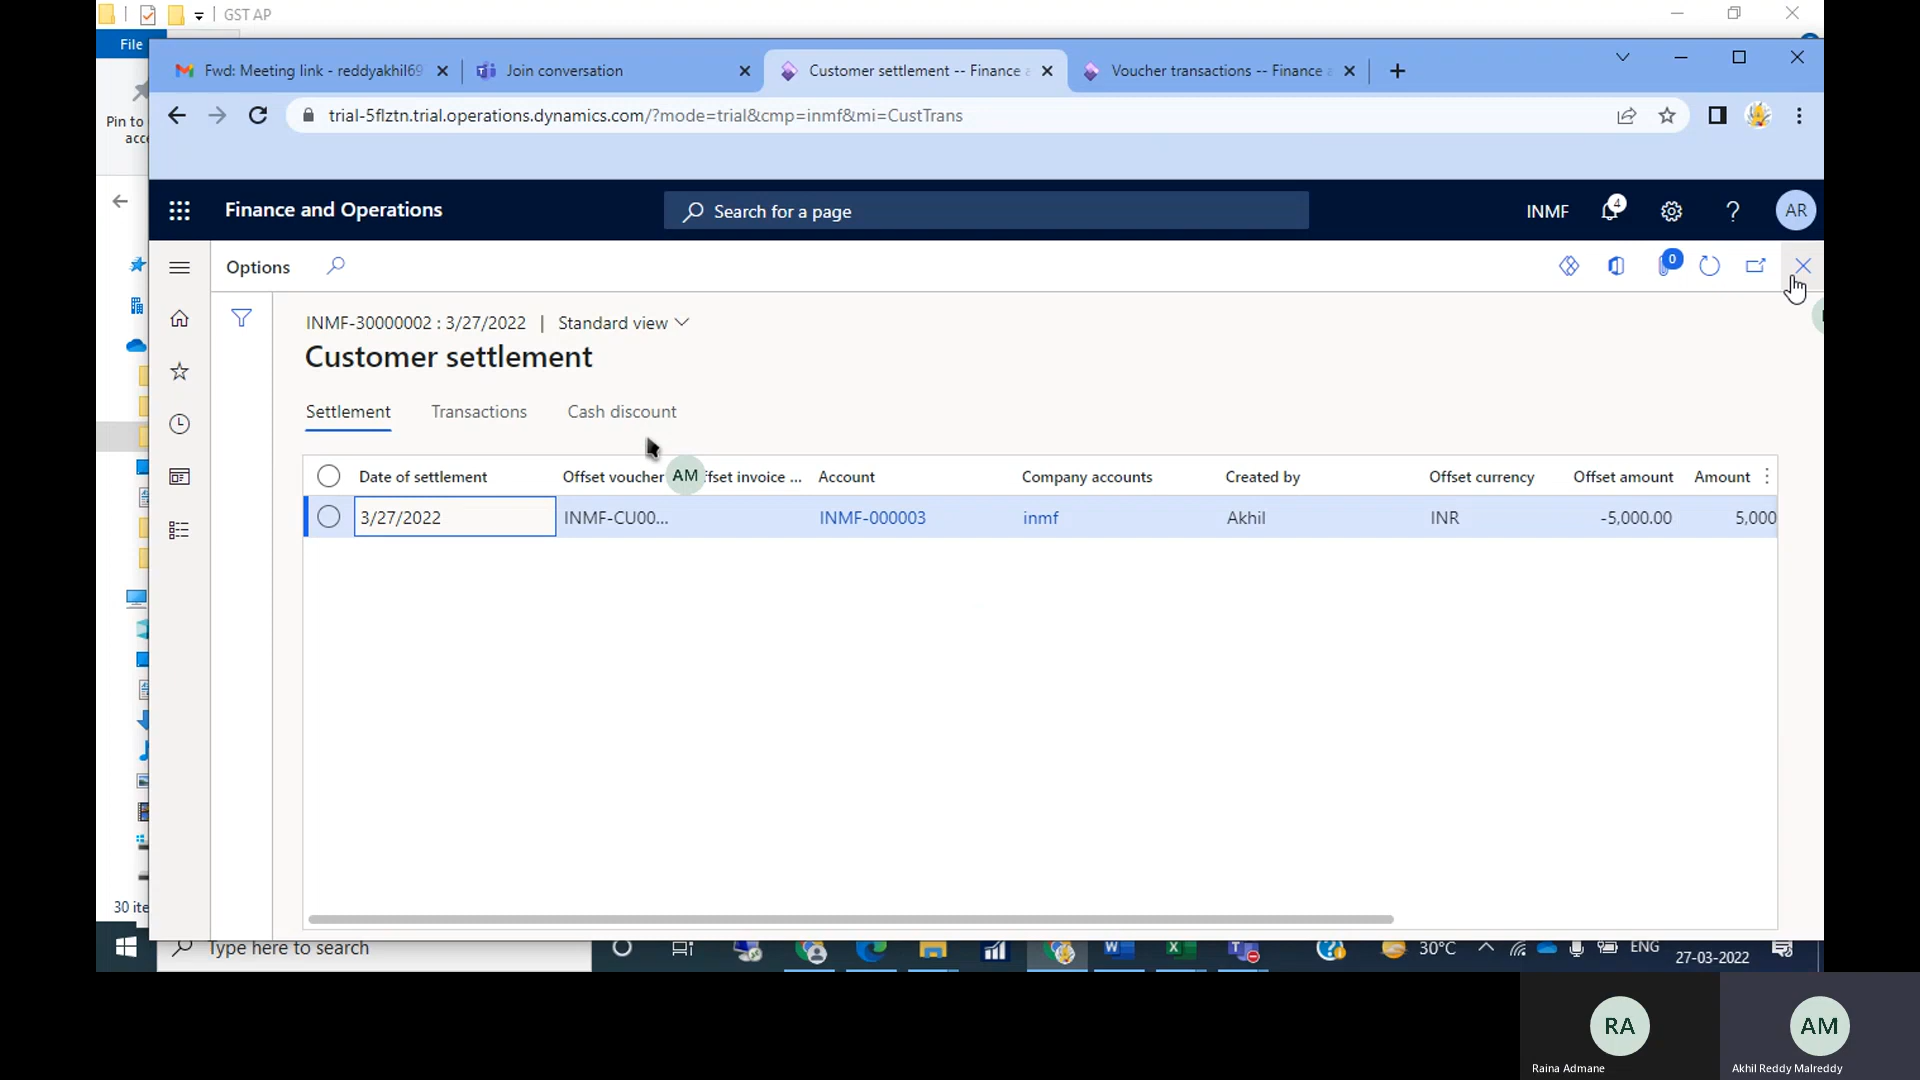 GST AP
File
Fwd: Meeting link - reddyakhil69
Join conversation
Customer settlement -- Finance a
Voucher transactions -- Finance a
Pin to
acce
trial-5flztn.trial.operations.dynamics.com/?mode=trial&cmp=inmf&mi=CustTrans
Finance and Operations
Search for a page
INMF
4
?
AR
Options
0
INMF-30000002 : 3/27/2022 | Standard view
Customer settlement
Settlement
Transactions
Cash discount
Date of settlement
Offset voucher
AM
ffset invoice ...
Account
Company accounts
Created by
Offset currency
Offset amount
Amount
3/27/2022
INMF-CU00...
INMF-000003
inmf
Akhil
INR
-5,000.00
5,000
30 ite
Type here to search
30°C
ENG
27-03-2022
RA
Raina Admane
AM
Akhil Reddy Malreddy